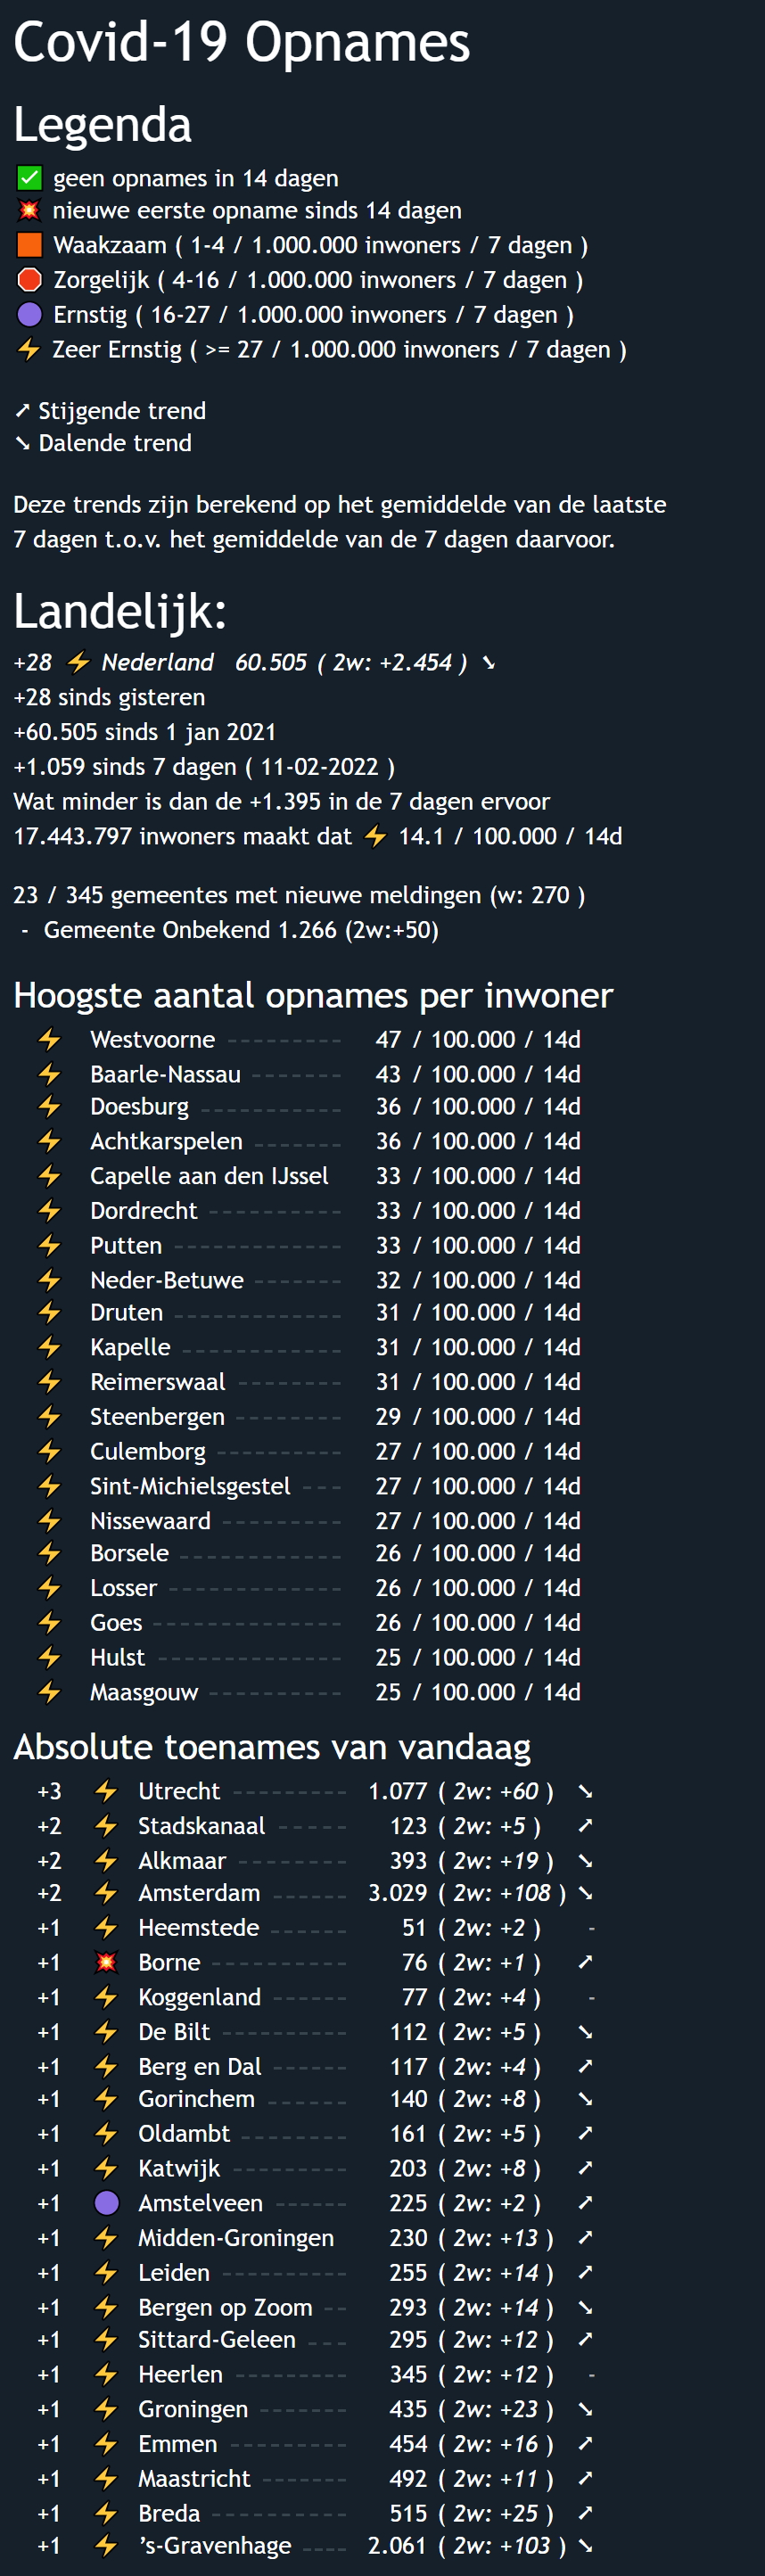 Covid-19 Opnames
Legenda
✅ geen opnames in 14 dagen
💥 nieuwe eerste opname sinds 14 dagen
🟧 Waakzaam ( 1-4 / 1.000.000 inwoners / 7 dagen )
🛑 Zorgelijk ( 4-16 / 1.000.000 inwoners / 7 dagen )
🟣 Ernstig ( 16-27 / 1.000.000 inwoners / 7 dagen )
⚡ Zeer Ernstig ( >= 27 / 1.000.000 inwoners / 7 dagen )
➚ Stijgende trend
➘ Dalende trend
Deze trends zijn berekend op het gemiddelde van de laatste
7 dagen t.o.v. het gemiddelde van de 7 dagen daarvoor.
Landelijk:
+28 ⚡ Nederland 60.505 ( 2w: +2.454 ) ➘
+28 sinds gisteren
+60.505 sinds 1 jan 2021
+1.059 sinds 7 dagen ( 11-02-2022 )
Wat minder is dan de +1.395 in de 7 dagen ervoor
17.443.797 inwoners maakt dat ⚡ 14.1 / 100.000 / 14d
23 / 345 gemeentes met nieuwe meldingen (w: 270 )
- Gemeente Onbekend 1.266 (2w:+50)
Hoogste aantal opnames per inwoner
⚡ Westvoorne --------- 47 / 100.000 / 14d
⚡ Baarle-Nassau ------- 43 / 100.000 / 14d
⚡ Doesburg ----------- 36 / 100.000 / 14d
⚡ Achtkarspelen ------- 36 / 100.000 / 14d
⚡ Capelle aan den IJssel 33 / 100.000 / 14d
⚡ Dordrecht ----------- 33 / 100.000 / 14d
⚡ Putten ------------- 33 / 100.000 / 14d
⚡ Neder-Betuwe ------- 32 / 100.000 / 14d
⚡ Druten ------------- 31 / 100.000 / 14d
⚡ Kapelle ------------ 31 / 100.000 / 14d
⚡ Reimerswaal -------- 31 / 100.000 / 14d
⚡ Steenbergen -------- 29 / 100.000 / 14d
⚡ Culemborg ---------- 27 / 100.000 / 14d
⚡ Sint-Michielsgestel --- 27 / 100.000 / 14d
⚡ Nissewaard --------- 27 / 100.000 / 14d
⚡ Borsele ------------- 26 / 100.000 / 14d
⚡ Losser ------------- 26 / 100.000 / 14d
⚡ Goes --------------- 26 / 100.000 / 14d
⚡ Hulst -------------- 25 / 100.000 / 14d
⚡ Maasgouw ---------- 25 / 100.000 / 14d
Absolute toenames van vandaag
+3 ⚡ Utrecht --------- 1.077 ( 2w: +60 ) ➘
+2 ⚡ Stadskanaal ----- 123 ( 2w: +5 ) ➚
+2 ⚡ Alkmaar --------- 393 ( 2w: +19 ) ➘
+2 ⚡ Amsterdam ------ 3.029 ( 2w: +108 ) ➘
+1 ⚡ Heemstede ------ 51 ( 2w: +2 ) -
+1 💥 Borne ----------- 76 ( 2w: +1 ) ➚
+1 ⚡ Koggenland ------ 77 ( 2w: +4 ) -
+1 ⚡ De Bilt ---------- 112 ( 2w: +5 ) ➘
+1 ⚡ Berg en Dal ------ 117 ( 2w: +4 ) ➚
+1 ⚡ Gorinchem ------ 140 ( 2w: +8 ) ➘
+1 ⚡ Oldambt -------- 161 ( 2w: +5 ) ➚
+1 ⚡ Katwijk --------- 203 ( 2w: +8 ) ➚
+1 🟣 Amstelveen ------ 225 ( 2w: +2 ) ➚
+1 ⚡ Midden-Groningen 230 ( 2w: +13 ) ➚
+1 ⚡ Leiden ---------- 255 ( 2w: +14 ) ➚
+1 ⚡ Bergen op Zoom -- 293 ( 2w: +14 ) ➘
+1 ⚡ Sittard-Geleen --- 295 ( 2w: +12 ) ➚
+1 ⚡ Heerlen --------- 345 ( 2w: +12 ) -
+1 ⚡ Groningen ------- 435 ( 2w: +23 ) ➘
+1 ⚡ Emmen --------- 454 ( 2w: +16 ) ➚
+1 ⚡ Maastricht ------- 492 ( 2w: +11 ) ➚
+1 ⚡ Breda ----------- 515 ( 2w: +25 ) ➚
+1 ⚡ ’s-Gravenhage ---- 2.061 ( 2w: +103 ) ➘